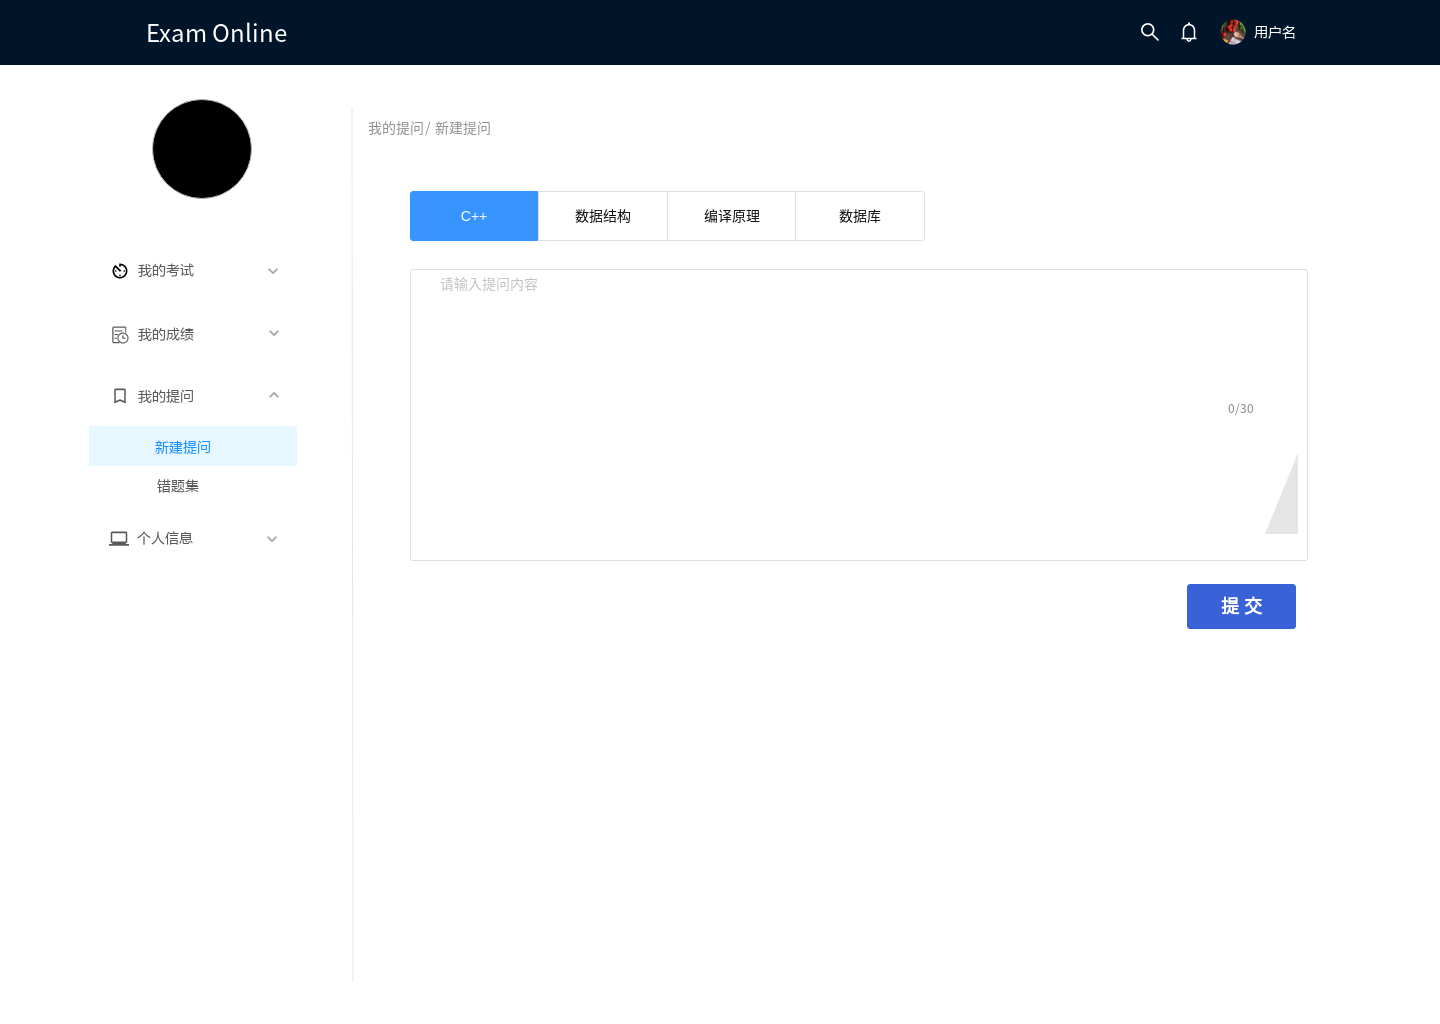 Exam Online
用户名
我的提问/ 新建提问
C++
数据结构
编译原理
数据库
我的考试
我的成绩
我的提问
新建提问
错题集
个人信息
请输入提问内容
0/30
提 交